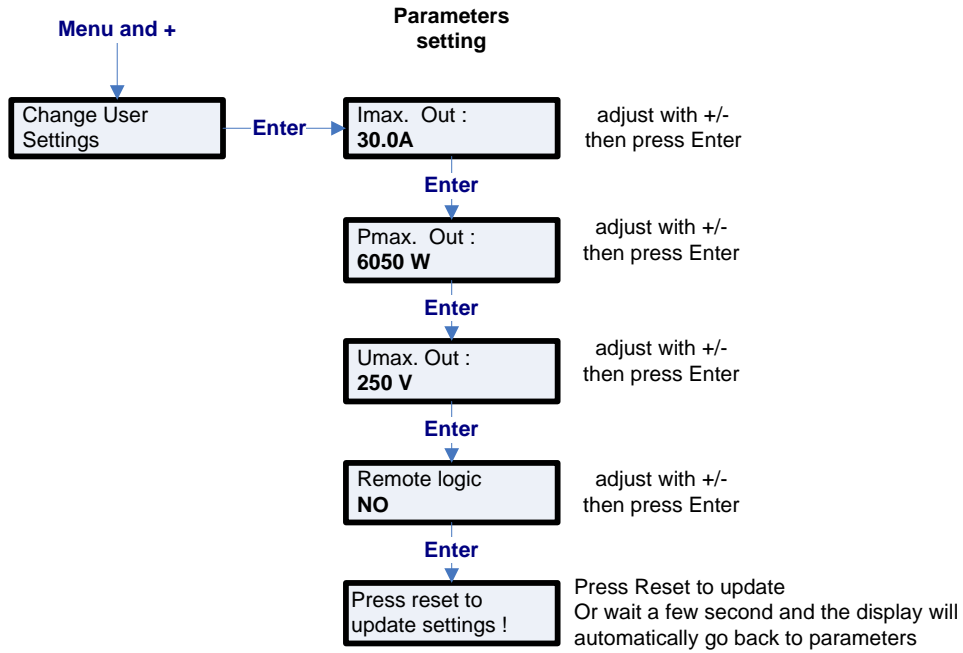 Parameters
setting
Menu and +
Change User
Settings
Enter
Imax.  Out :
30.0A
adjust with +/-
then press Enter
Enter
Pmax.  Out :
6050 W
adjust with +/-
then press Enter
Enter
Umax. Out :
250 V
adjust with +/-
then press Enter
Enter
Remote logic
NO
adjust with +/-
then press Enter
Enter
Press reset to
update settings !
Press Reset to update
Or wait a few second and the display will
automatically go back to parameters